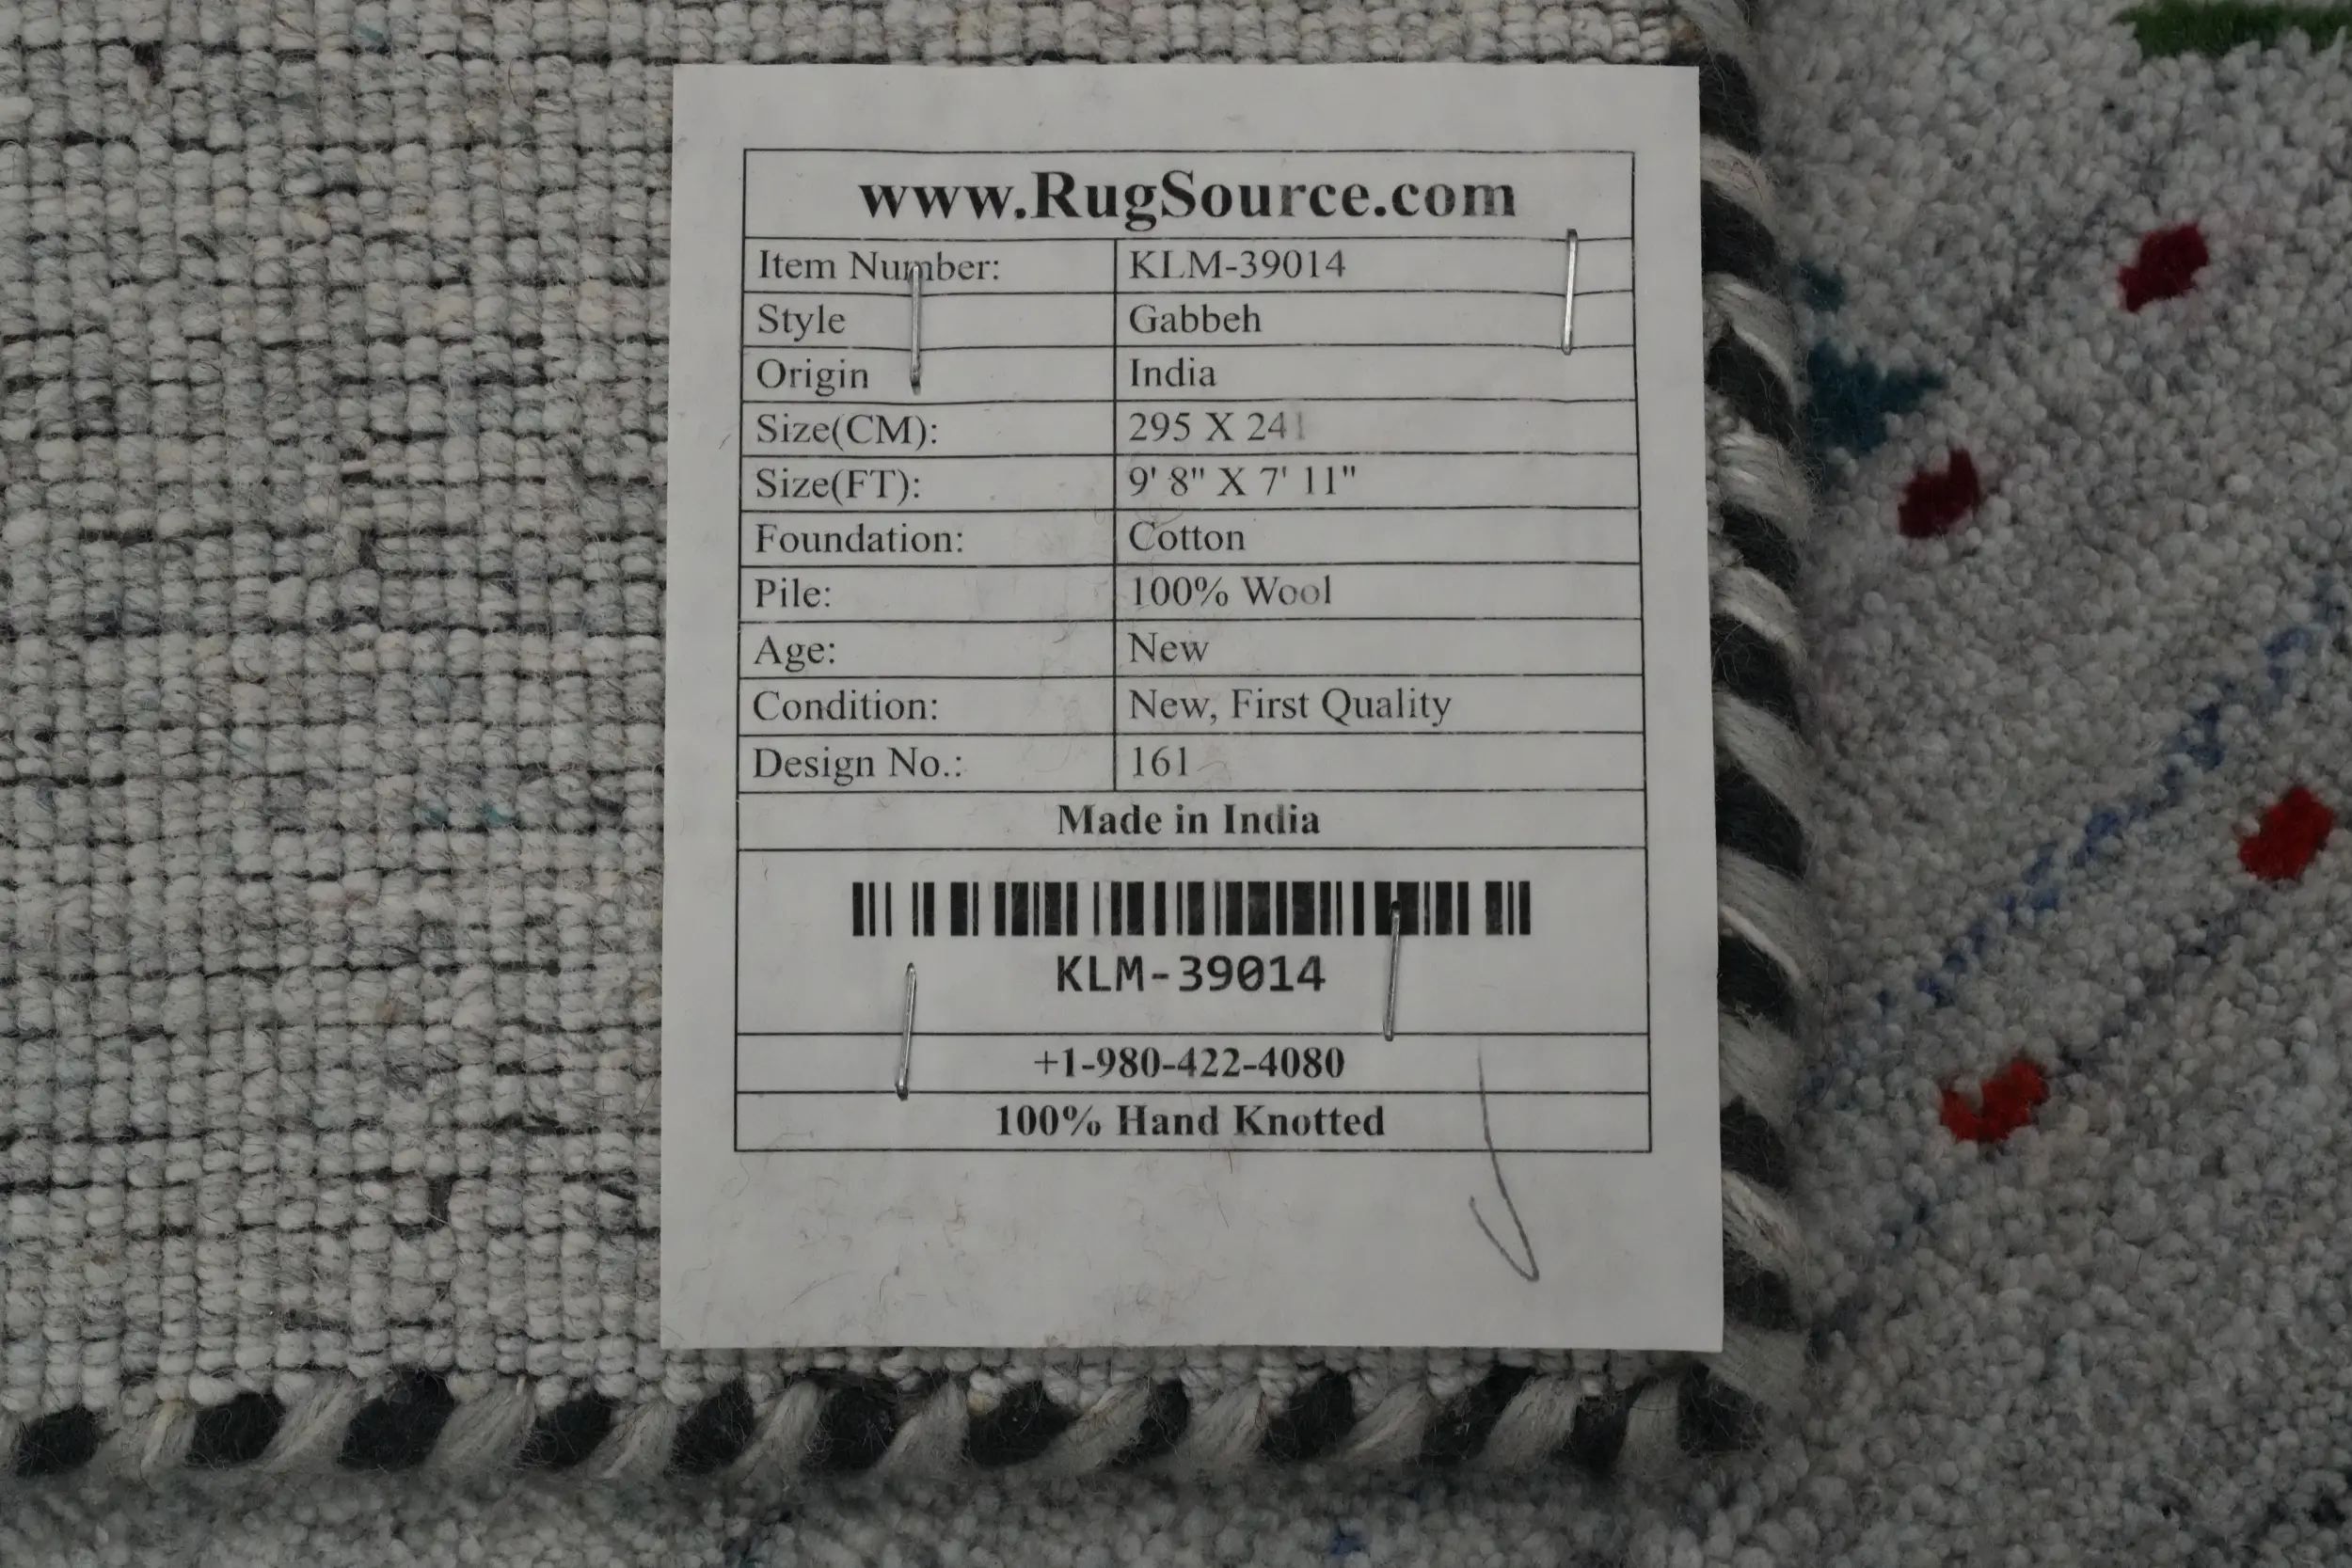 www.RugSource.com
Item Number: KLM-39014
Style Gabbeh
Origin India
Size(CM): 295 X 241
Size(FT): 9' 8" X 7' 11"
Foundation: Cotton
Pile: 100% Wool
Age: New
Condition: New, First Quality
Design No.: 161
Made in India
KLM-39014
+1-980-422-4080
100% Hand Knotted